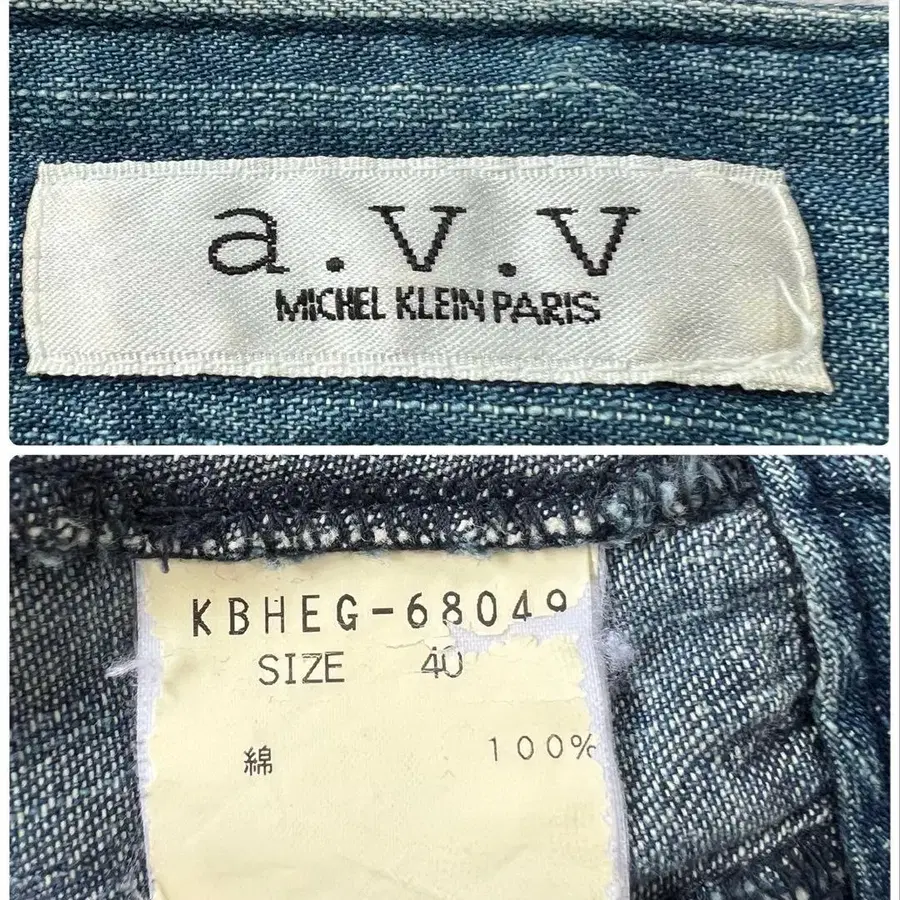 a.v.v
MICHEL KLEIN PARIS
KBHEG-68049
SIZE 40
綿 100%